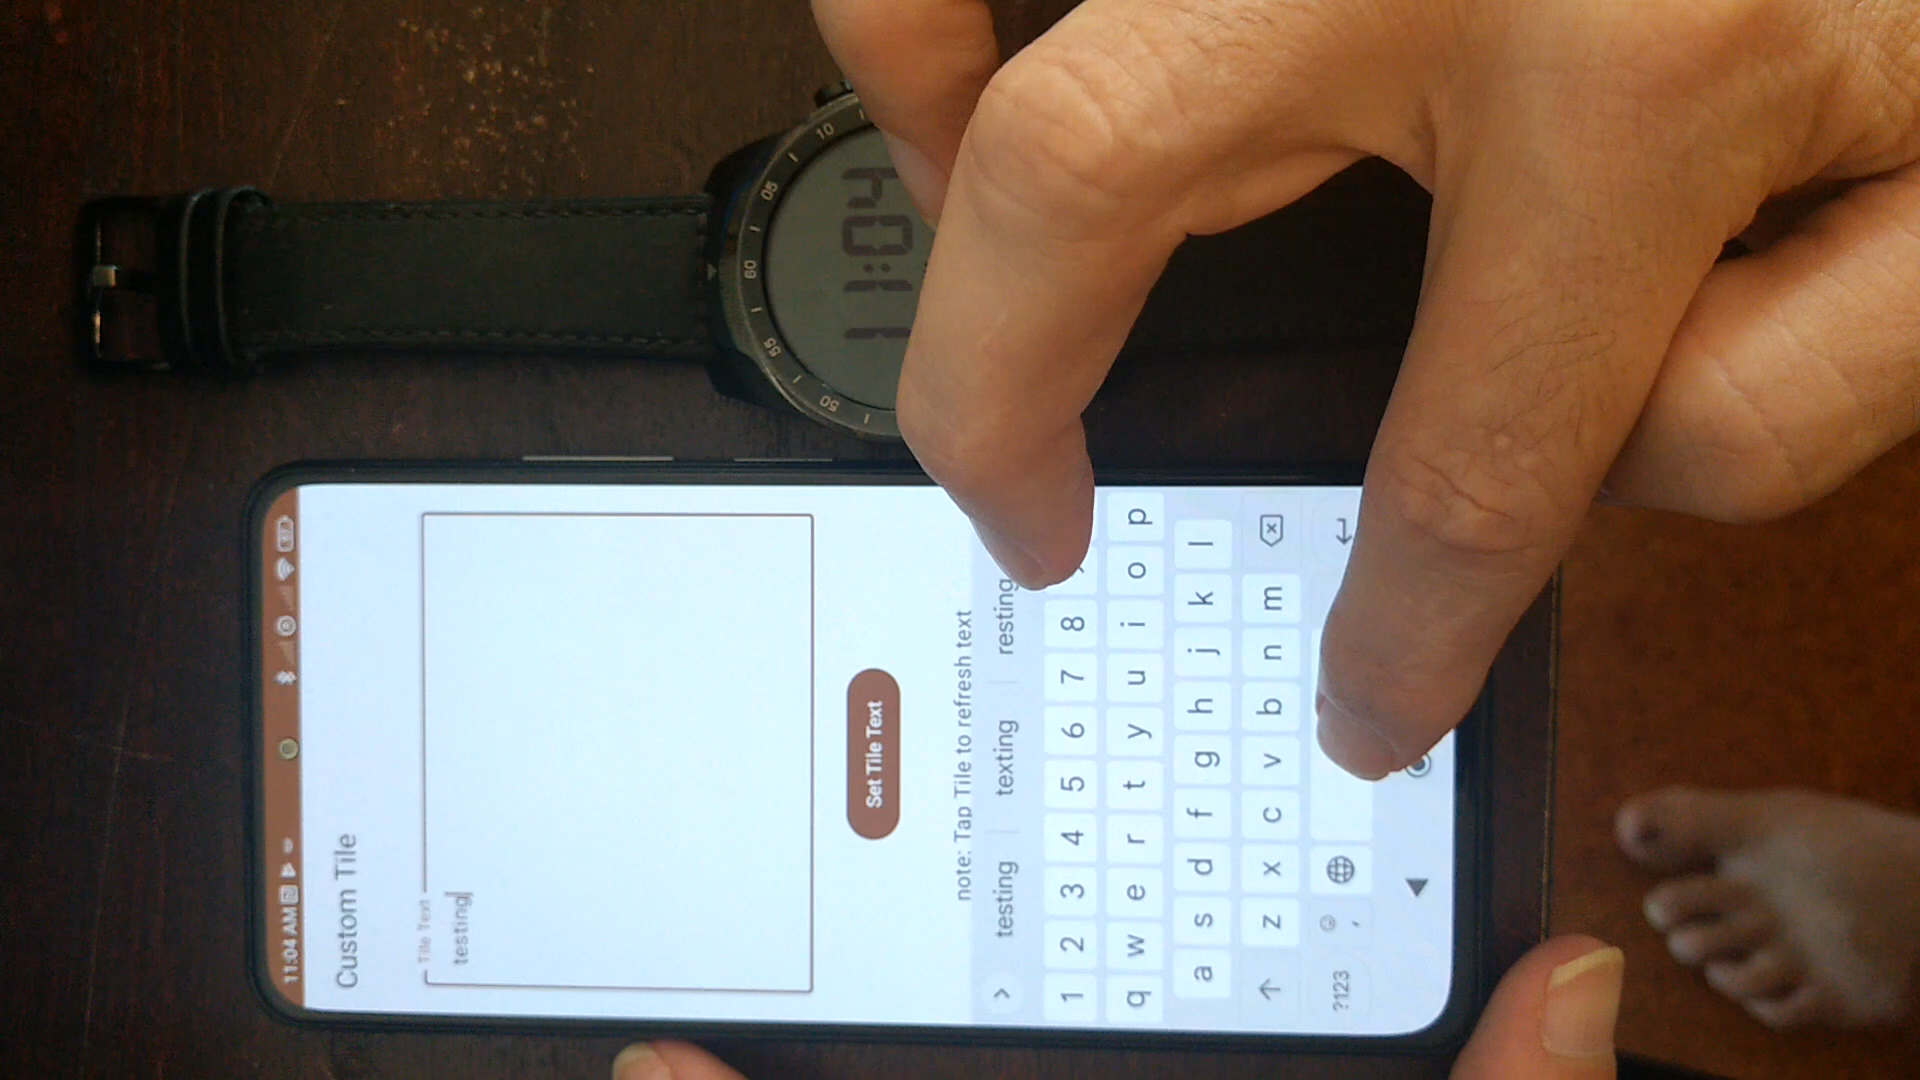 11:04 AM
Custom Tile
Tile Text
testing
Set Tile Text
note: Tap Tile to refresh text
testing texting resting
1 2 3 4 5 6 7 8
q w e r t y u i o p
a s d f g h j k l
z x c v b n m
?123 ,
11:04
50 55 60 05 10